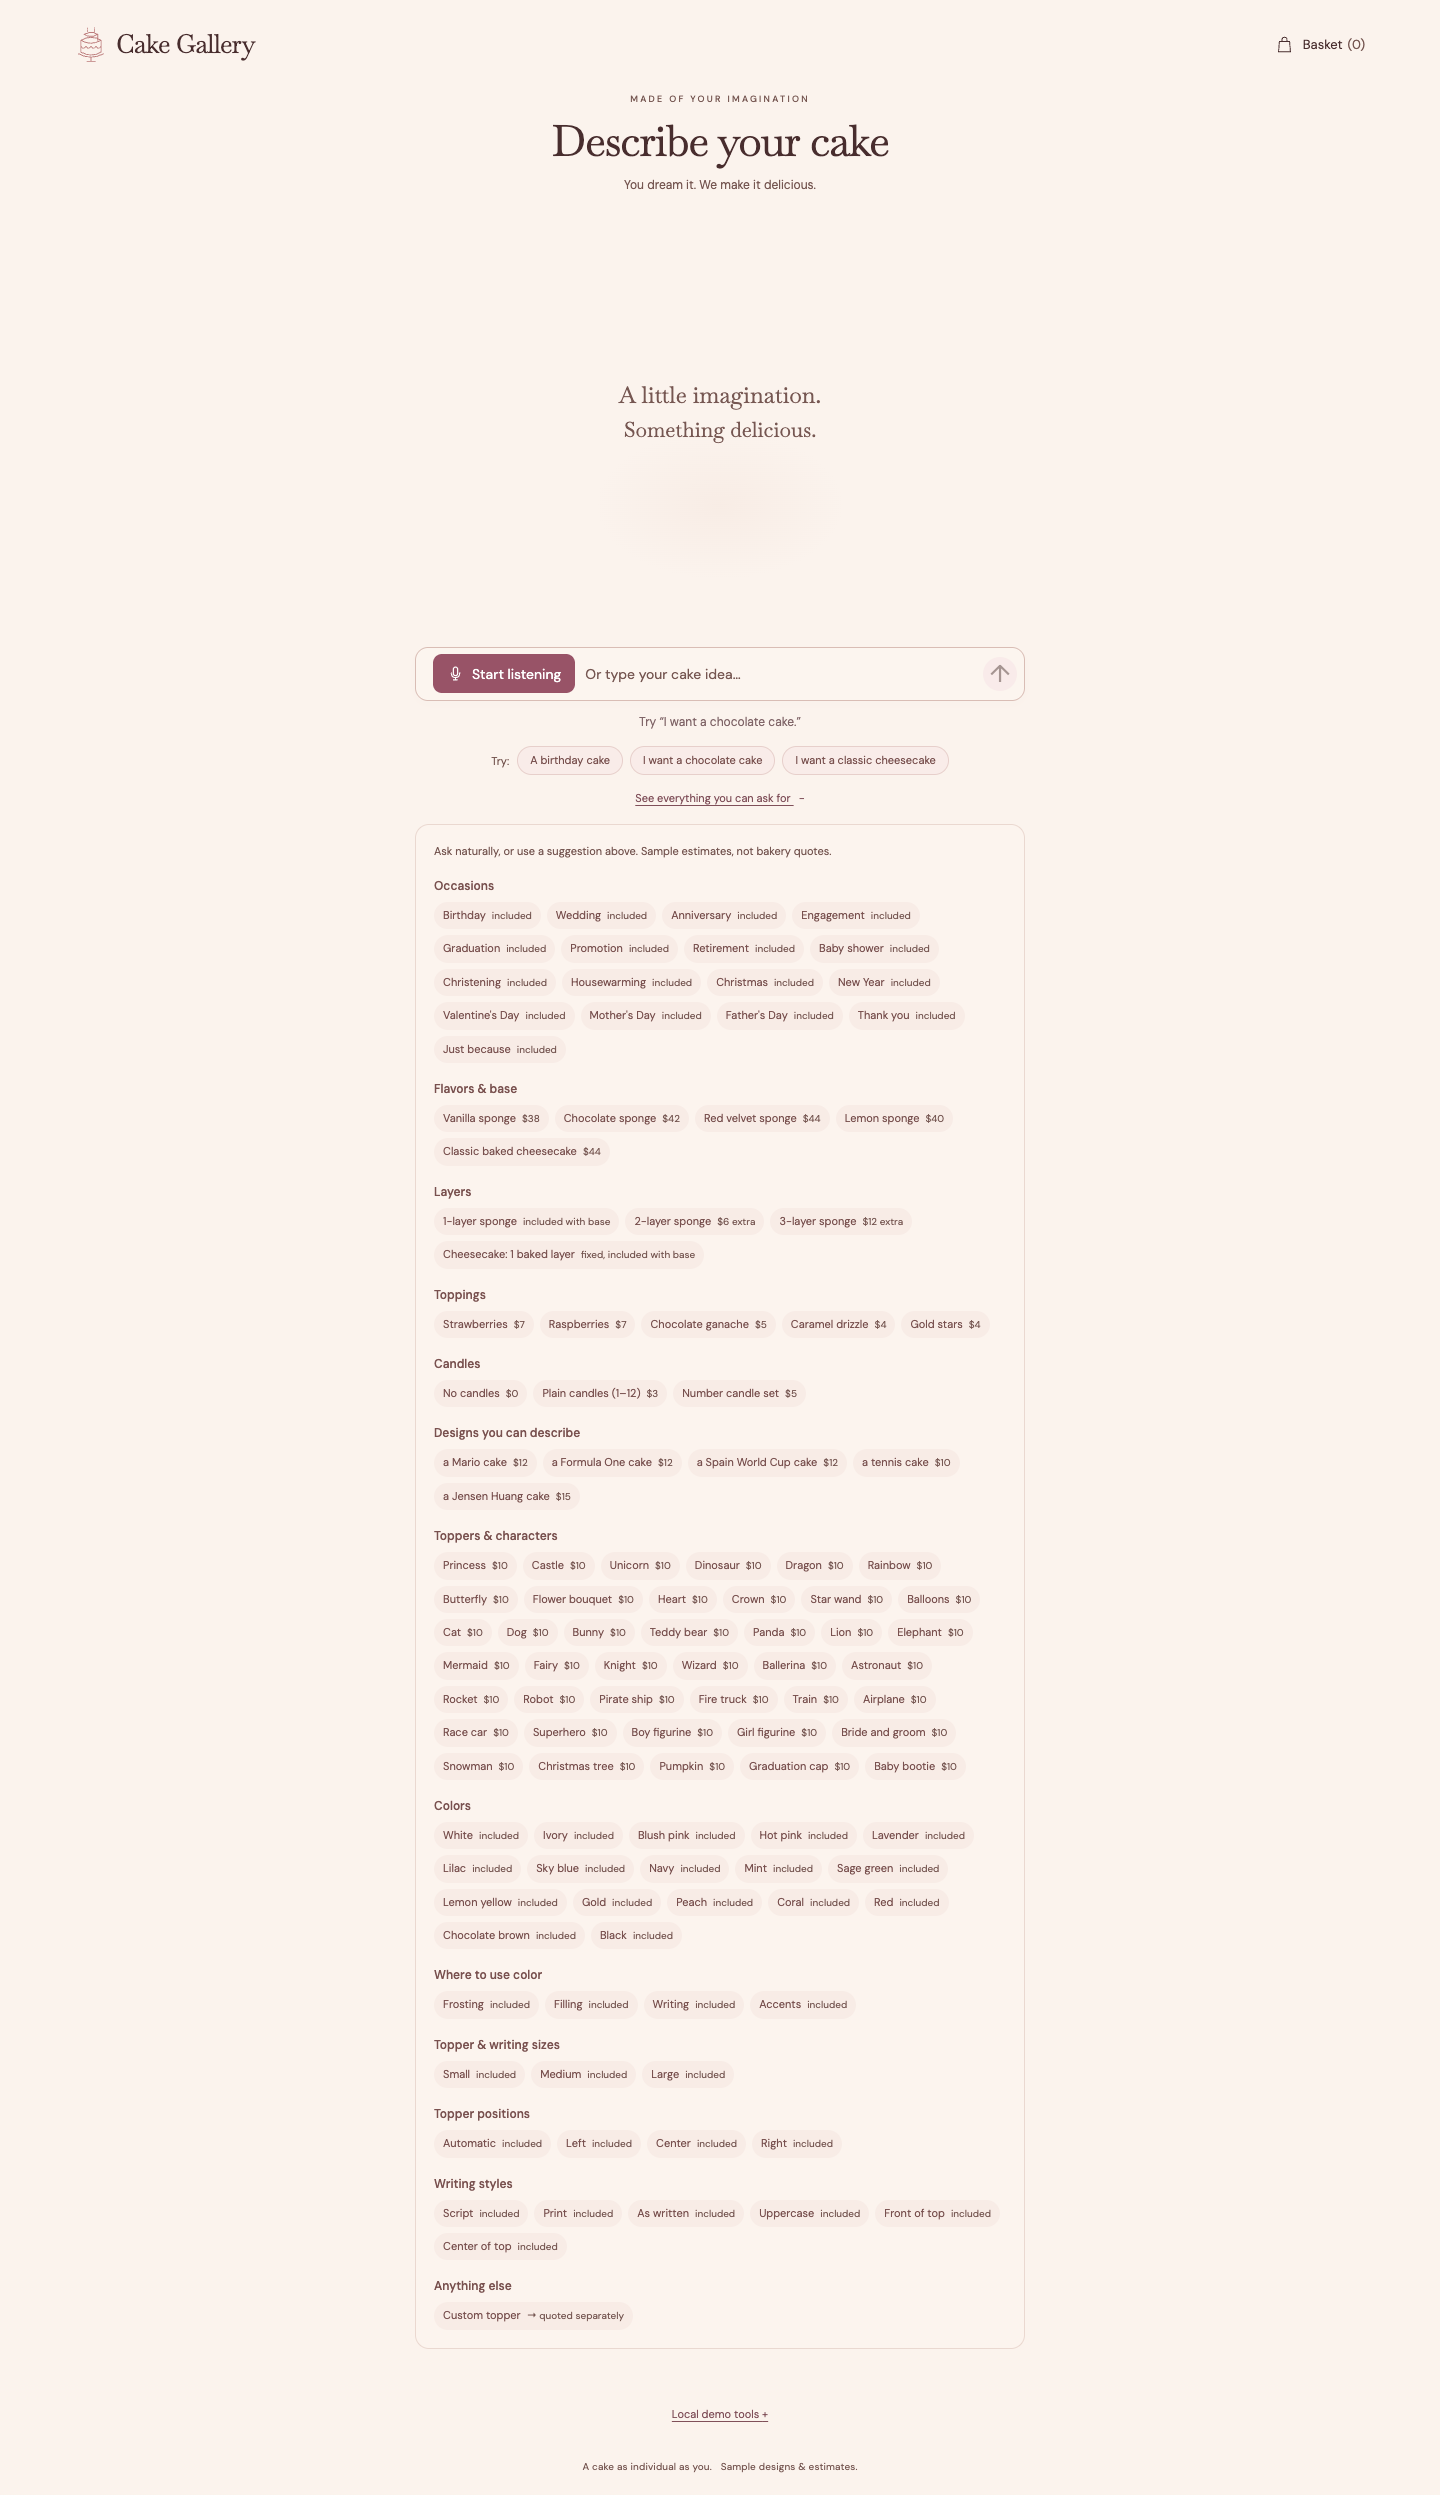 Cake Gallery
Basket (0)
MADE OF YOUR IMAGINATION
Describe your cake
You dream it. We make it delicious.
A little imagination.
Something delicious.
Start listening Or type your cake idea...
Try “I want a chocolate cake.”
Try: A birthday cake I want a chocolate cake I want a classic cheesecake
See everything you can ask for −
Ask naturally, or use a suggestion above. Sample estimates, not bakery quotes.
Occasions
Birthday included Wedding included Anniversary included Engagement included
Graduation included Promotion included Retirement included Baby shower included
Christening included Housewarming included Christmas included New Year included
Valentine's Day included Mother's Day included Father's Day included Thank you included
Just because included
Flavors & base
Vanilla sponge $38 Chocolate sponge $42 Red velvet sponge $44 Lemon sponge $40
Classic baked cheesecake $44
Layers
1-layer sponge included with base 2-layer sponge $6 extra 3-layer sponge $12 extra
Cheesecake: 1 baked layer fixed, included with base
Toppings
Strawberries $7 Raspberries $7 Chocolate ganache $5 Caramel drizzle $4 Gold stars $4
Candles
No candles $0 Plain candles (1–12) $3 Number candle set $5
Designs you can describe
a Mario cake $12 a Formula One cake $12 a Spain World Cup cake $12 a tennis cake $10
a Jensen Huang cake $15
Toppers & characters
Princess $10 Castle $10 Unicorn $10 Dinosaur $10 Dragon $10 Rainbow $10
Butterfly $10 Flower bouquet $10 Heart $10 Crown $10 Star wand $10 Balloons $10
Cat $10 Dog $10 Bunny $10 Teddy bear $10 Panda $10 Lion $10 Elephant $10
Mermaid $10 Fairy $10 Knight $10 Wizard $10 Ballerina $10 Astronaut $10
Rocket $10 Robot $10 Pirate ship $10 Fire truck $10 Train $10 Airplane $10
Race car $10 Superhero $10 Boy figurine $10 Girl figurine $10 Bride and groom $10
Snowman $10 Christmas tree $10 Pumpkin $10 Graduation cap $10 Baby bootie $10
Colors
White included Ivory included Blush pink included Hot pink included Lavender included
Lilac included Sky blue included Navy included Mint included Sage green included
Lemon yellow included Gold included Peach included Coral included Red included
Chocolate brown included Black included
Where to use color
Frosting included Filling included Writing included Accents included
Topper & writing sizes
Small included Medium included Large included
Topper positions
Automatic included Left included Center included Right included
Writing styles
Script included Print included As written included Uppercase included Front of top included
Center of top included
Anything else
Custom topper → quoted separately
Local demo tools +
A cake as individual as you. Sample designs & estimates.